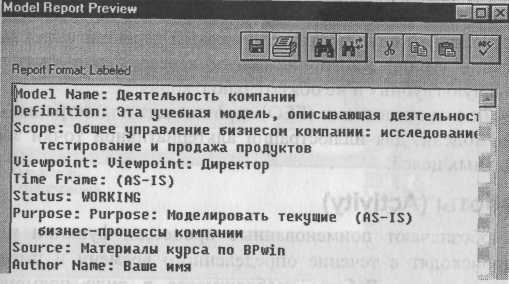 Model Report Preview
Report Format: Labeled
Model Name: Деятельность компании
Definition: Эта учебная модель, описывающая деятельност
Scope: Общее управление бизнесом компании: исследование
тестирование и продажа продуктов
Viewpoint: Viewpoint: Директор
Time Frame: (AS-IS)
Status: WORKING
Purpose: Purpose: Моделировать текущие (AS-IS)
бизнес-процессы компании
Source: Материалы курса по BPwin
Author Name: Ваше имя